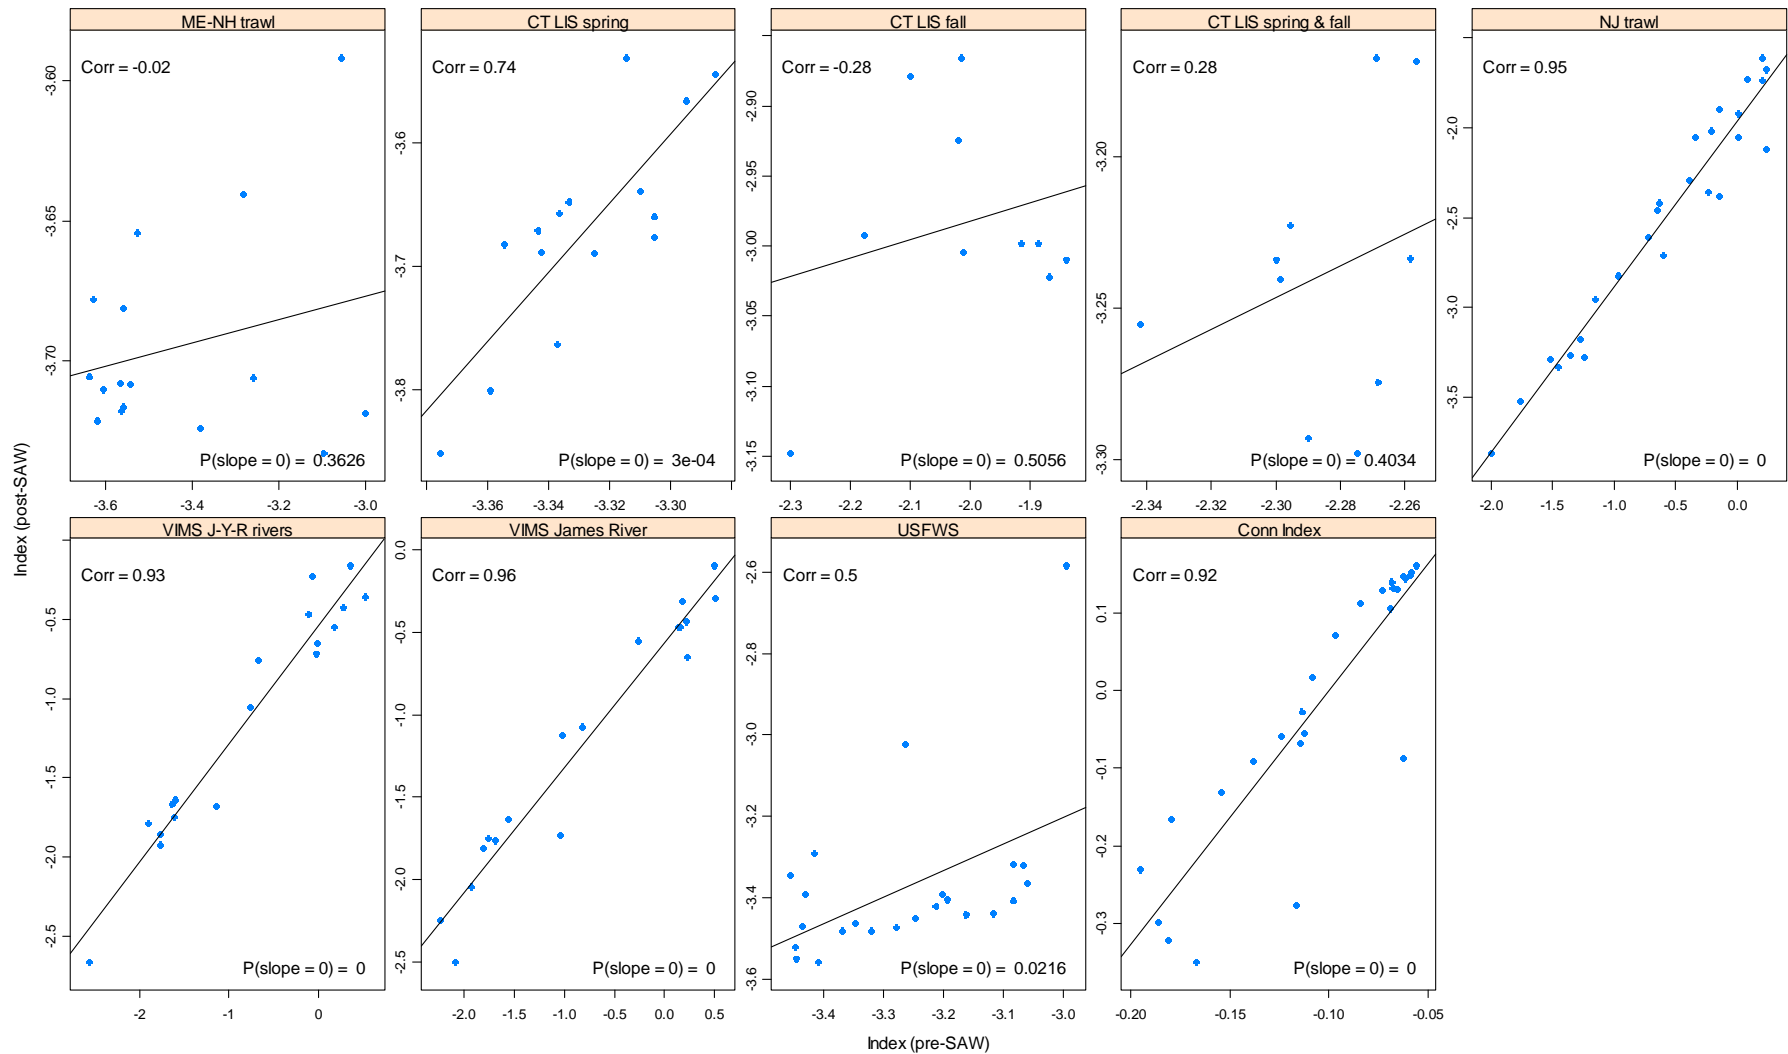 ME-NH trawl
Corr = -0.02
P(slope = 0) = 0.3626
-3.60
-3.65
-3.70
-3.6
-3.4
-3.2
-3.0
CT LIS spring
Corr = 0.74
P(slope = 0) = 3e-04
-3.6
-3.7
-3.8
-3.36
-3.34
-3.32
-3.30
CT LIS fall
Corr = -0.28
P(slope = 0) = 0.5056
-2.90
-2.95
-3.00
-3.05
-3.10
-3.15
-2.3
-2.2
-2.1
-2.0
-1.9
CT LIS spring & fall
Corr = 0.28
P(slope = 0) = 0.4034
-3.20
-3.25
-3.30
-2.34
-2.32
-2.30
-2.28
-2.26
NJ trawl
Corr = 0.95
P(slope = 0) = 0
-2.0
-2.5
-3.0
-3.5
-2.0
-1.5
-1.0
-0.5
0.0
VIMS J-Y-R rivers
Corr = 0.93
P(slope = 0) = 0
-0.5
-1.0
-1.5
-2.0
-2.5
-2
-1
0
VIMS James River
Corr = 0.96
P(slope = 0) = 0
0.0
-0.5
-1.0
-1.5
-2.0
-2.5
-2.0
-1.5
-1.0
-0.5
0.0
0.5
USFWS
Corr = 0.5
P(slope = 0) = 0.0216
-2.6
-2.8
-3.0
-3.2
-3.4
-3.6
-3.4
-3.3
-3.2
-3.1
-3.0
Conn Index
Corr = 0.92
P(slope = 0) = 0
0.1
0.0
-0.1
-0.2
-0.3
-0.20
-0.15
-0.10
-0.05
Index (post-SAW)
Index (pre-SAW)